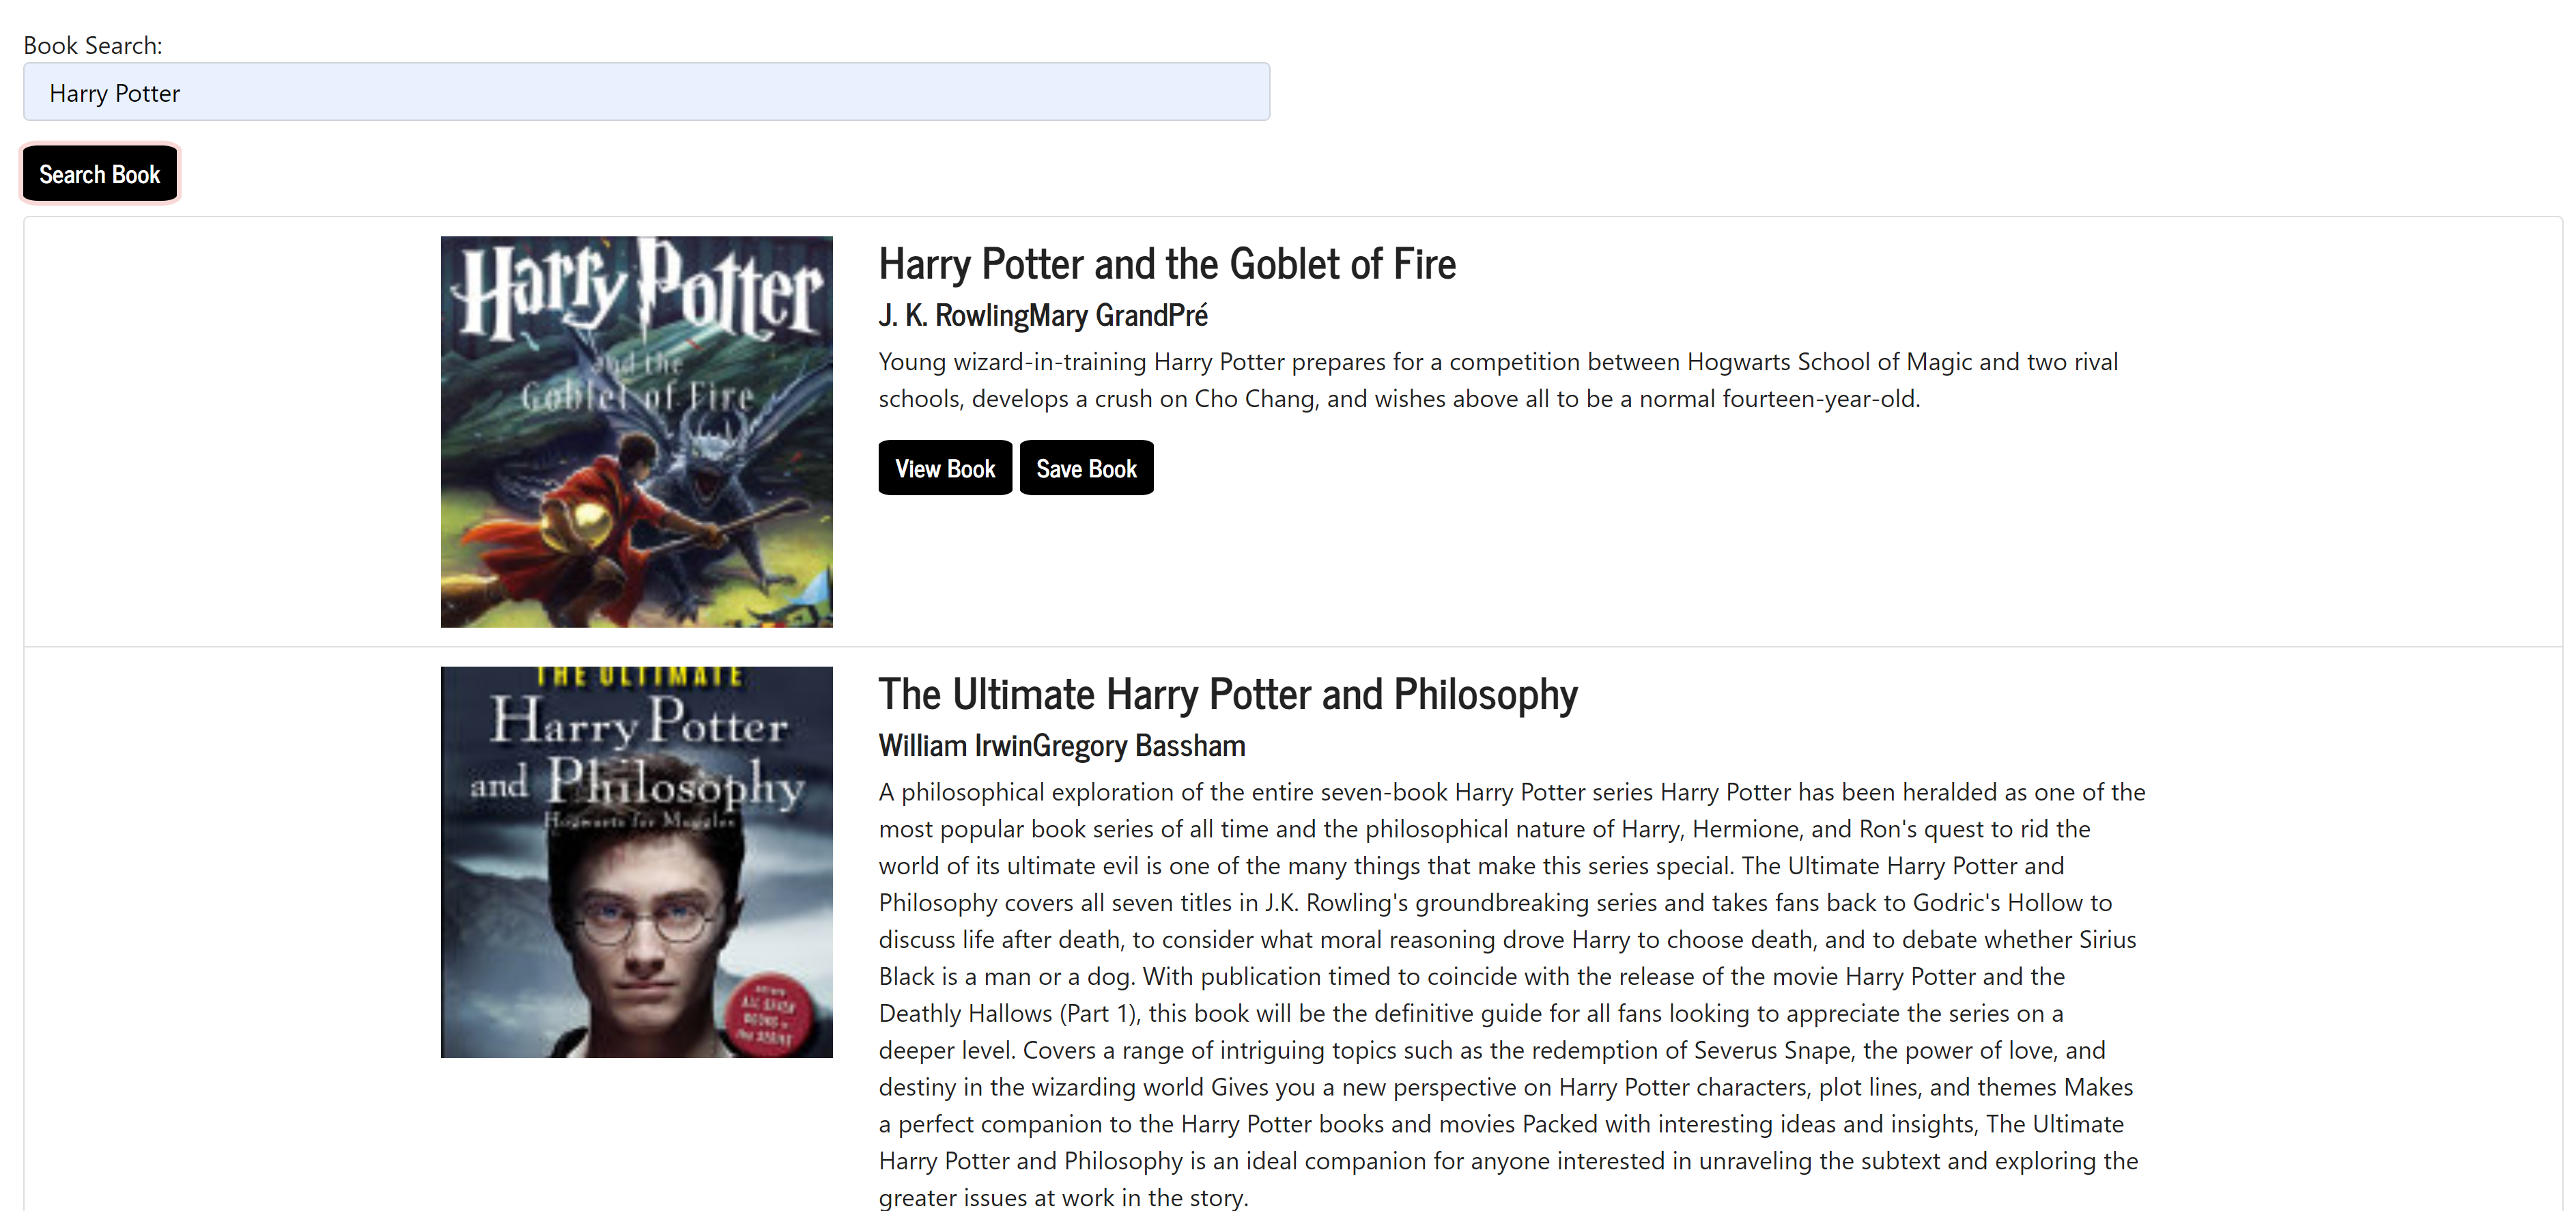 Book Search:
Harry Potter
Search Book
Harry Potter
and the
Goblet of Fire
Harry Potter and the Goblet of Fire
J. K. RowlingMary GrandPré
Young wizard-in-training Harry Potter prepares for a competition between Hogwarts School of Magic and two rival
schools, develops a crush on Cho Chang, and wishes above all to be a normal fourteen-year-old.
View Book
Save Book
THE ULTIMATE
Harry Potter
and Philosophy
Hogwarts for Muggles
ALL SEVEN
BOOKS
The Ultimate Harry Potter and Philosophy
William IrwinGregory Bassham
A philosophical exploration of the entire seven-book Harry Potter series Harry Potter has been heralded as one of the
most popular book series of all time and the philosophical nature of Harry, Hermione, and Ron's quest to rid the
world of its ultimate evil is one of the many things that make this series special. The Ultimate Harry Potter and
Philosophy covers all seven titles in J.K. Rowling's groundbreaking series and takes fans back to Godric's Hollow to
discuss life after death, to consider what moral reasoning drove Harry to choose death, and to debate whether Sirius
Black is a man or a dog. With publication timed to coincide with the release of the movie Harry Potter and the
Deathly Hallows (Part 1), this book will be the definitive guide for all fans looking to appreciate the series on a
deeper level. Covers a range of intriguing topics such as the redemption of Severus Snape, the power of love, and
destiny in the wizarding world Gives you a new perspective on Harry Potter characters, plot lines, and themes Makes
a perfect companion to the Harry Potter books and movies Packed with interesting ideas and insights, The Ultimate
Harry Potter and Philosophy is an ideal companion for anyone interested in unraveling the subtext and exploring the
greater issues at work in the story.